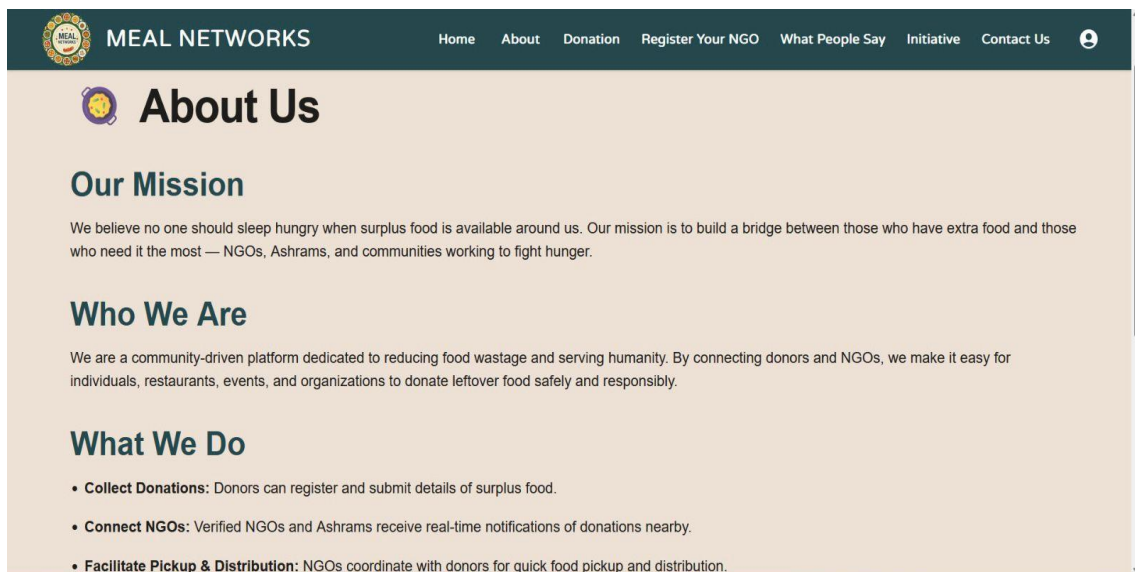 MEAL NETWORKS
MEAL NETWORKS Home About Donation Register Your NGO What People Say Initiative Contact Us
About Us
Our Mission
We believe no one should sleep hungry when surplus food is available around us. Our mission is to build a bridge between those who have extra food and those
who need it the most — NGOs, Ashrams, and communities working to fight hunger.
Who We Are
We are a community-driven platform dedicated to reducing food wastage and serving humanity. By connecting donors and NGOs, we make it easy for
individuals, restaurants, events, and organizations to donate leftover food safely and responsibly.
What We Do
• Collect Donations: Donors can register and submit details of surplus food.
• Connect NGOs: Verified NGOs and Ashrams receive real-time notifications of donations nearby.
• Facilitate Pickup & Distribution: NGOs coordinate with donors for quick food pickup and distribution.